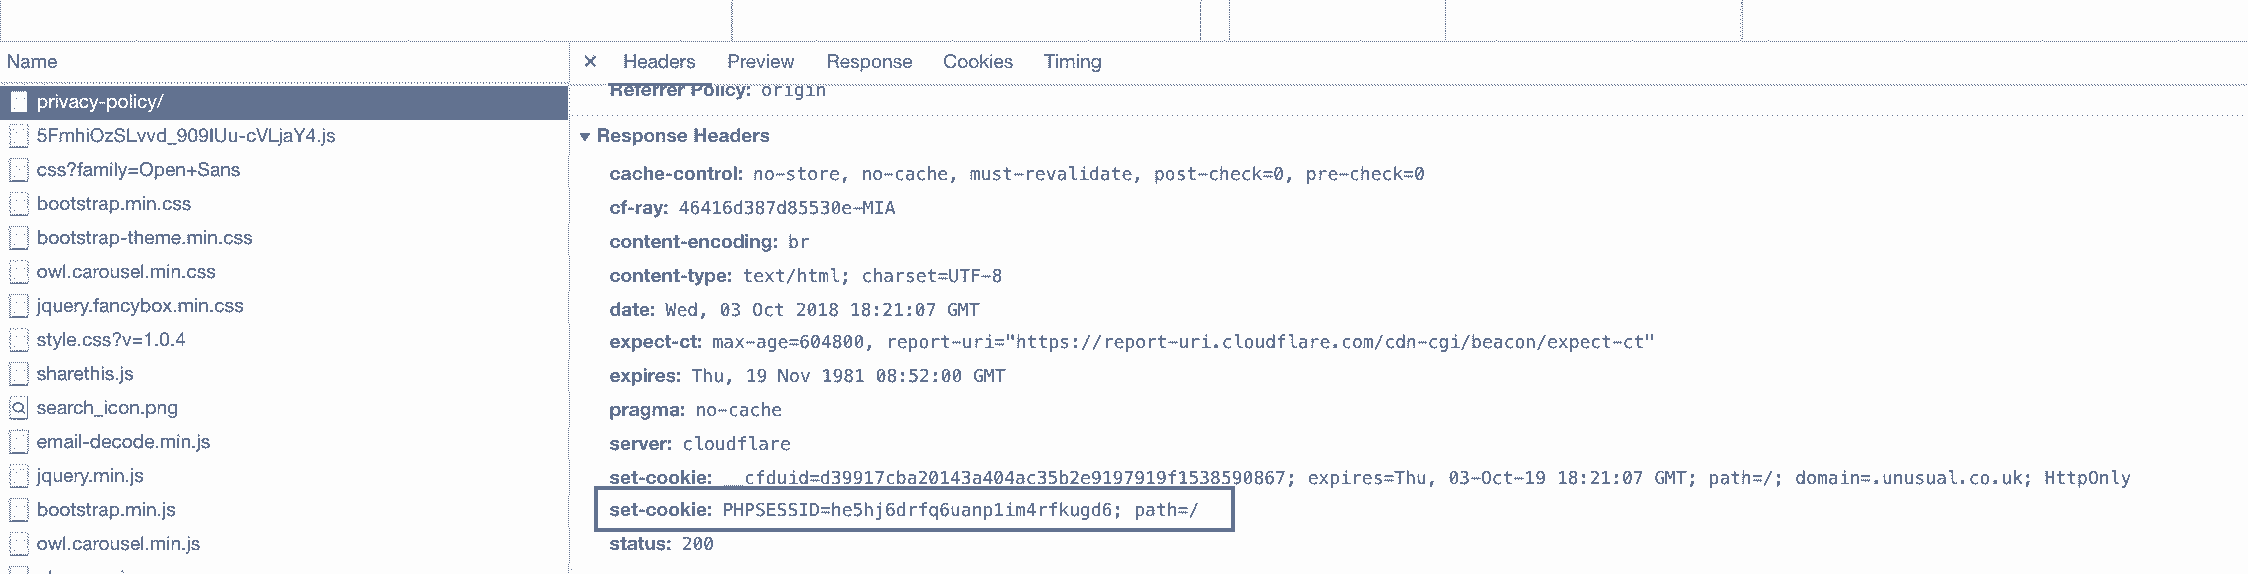 Name
privacy-policy/
5FmhiOzSLvvd_909IUu-cVLjaY4.js
css?family=Open+Sans
bootstrap.min.css
bootstrap-theme.min.css
owl.carousel.min.css
jquery.fancybox.min.css
style.css?v=1.0.4
sharethis.js
search_icon.png
email-decode.min.js
jquery.min.js
bootstrap.min.js
owl.carousel.min.js
× Headers Preview Response Cookies Timing
Referrer Policy: origin
▼ Response Headers
cache-control: no-store, no-cache, must-revalidate, post-check=0, pre-check=0
cf-ray: 46416d387d85530e-MIA
content-encoding: br
content-type: text/html; charset=UTF-8
date: Wed, 03 Oct 2018 18:21:07 GMT
expect-ct: max-age=604800, report-uri="https://report-uri.cloudflare.com/cdn-cgi/beacon/expect-ct"
expires: Thu, 19 Nov 1981 08:52:00 GMT
pragma: no-cache
server: cloudflare
set-cookie: __cfduid=d39917cba20143a404ac35b2e9197919f1538590867; expires=Thu, 03-Oct-19 18:21:07 GMT; path=/; domain=.unusual.co.uk; HttpOnly
set-cookie: PHPSESSID=he5hj6drfq6uanp1im4rfkugd6; path=/
status: 200